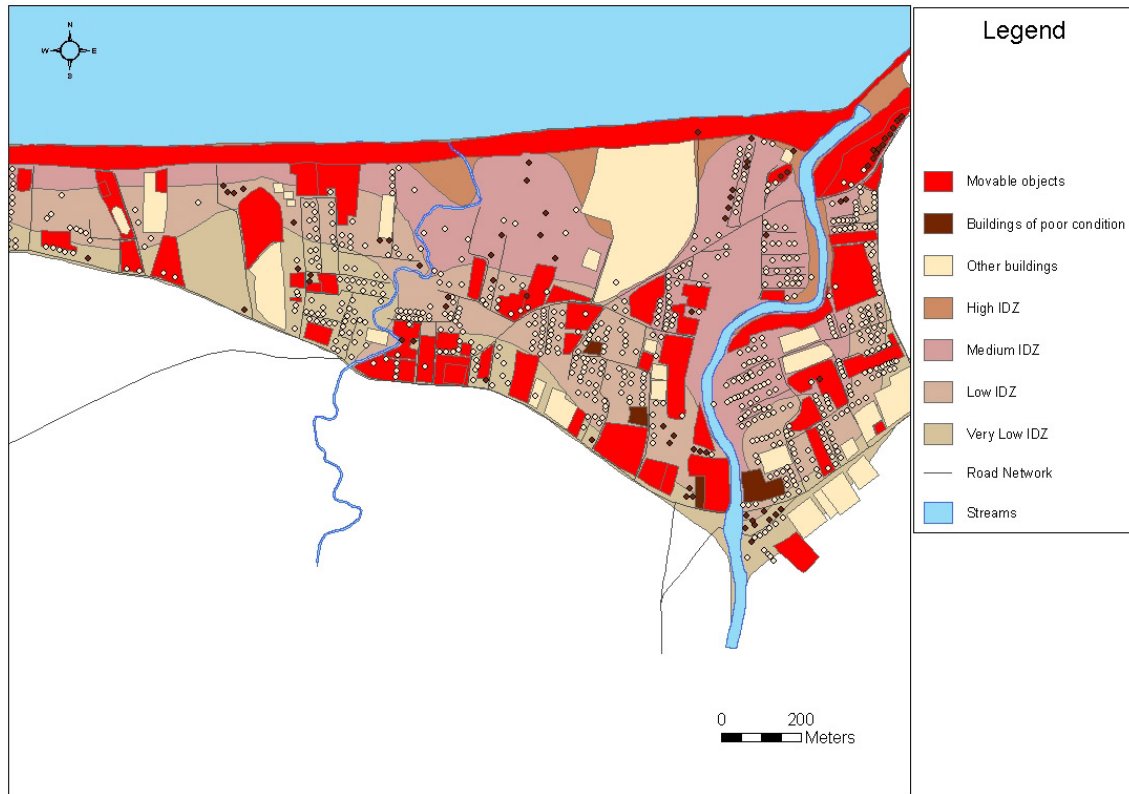 N
W E
S
Legend
Movable objects
Buildings of poor condition
Other buildings
High IDZ
Medium IDZ
Low IDZ
Very Low IDZ
Road Network
Streams
0 200
Meters